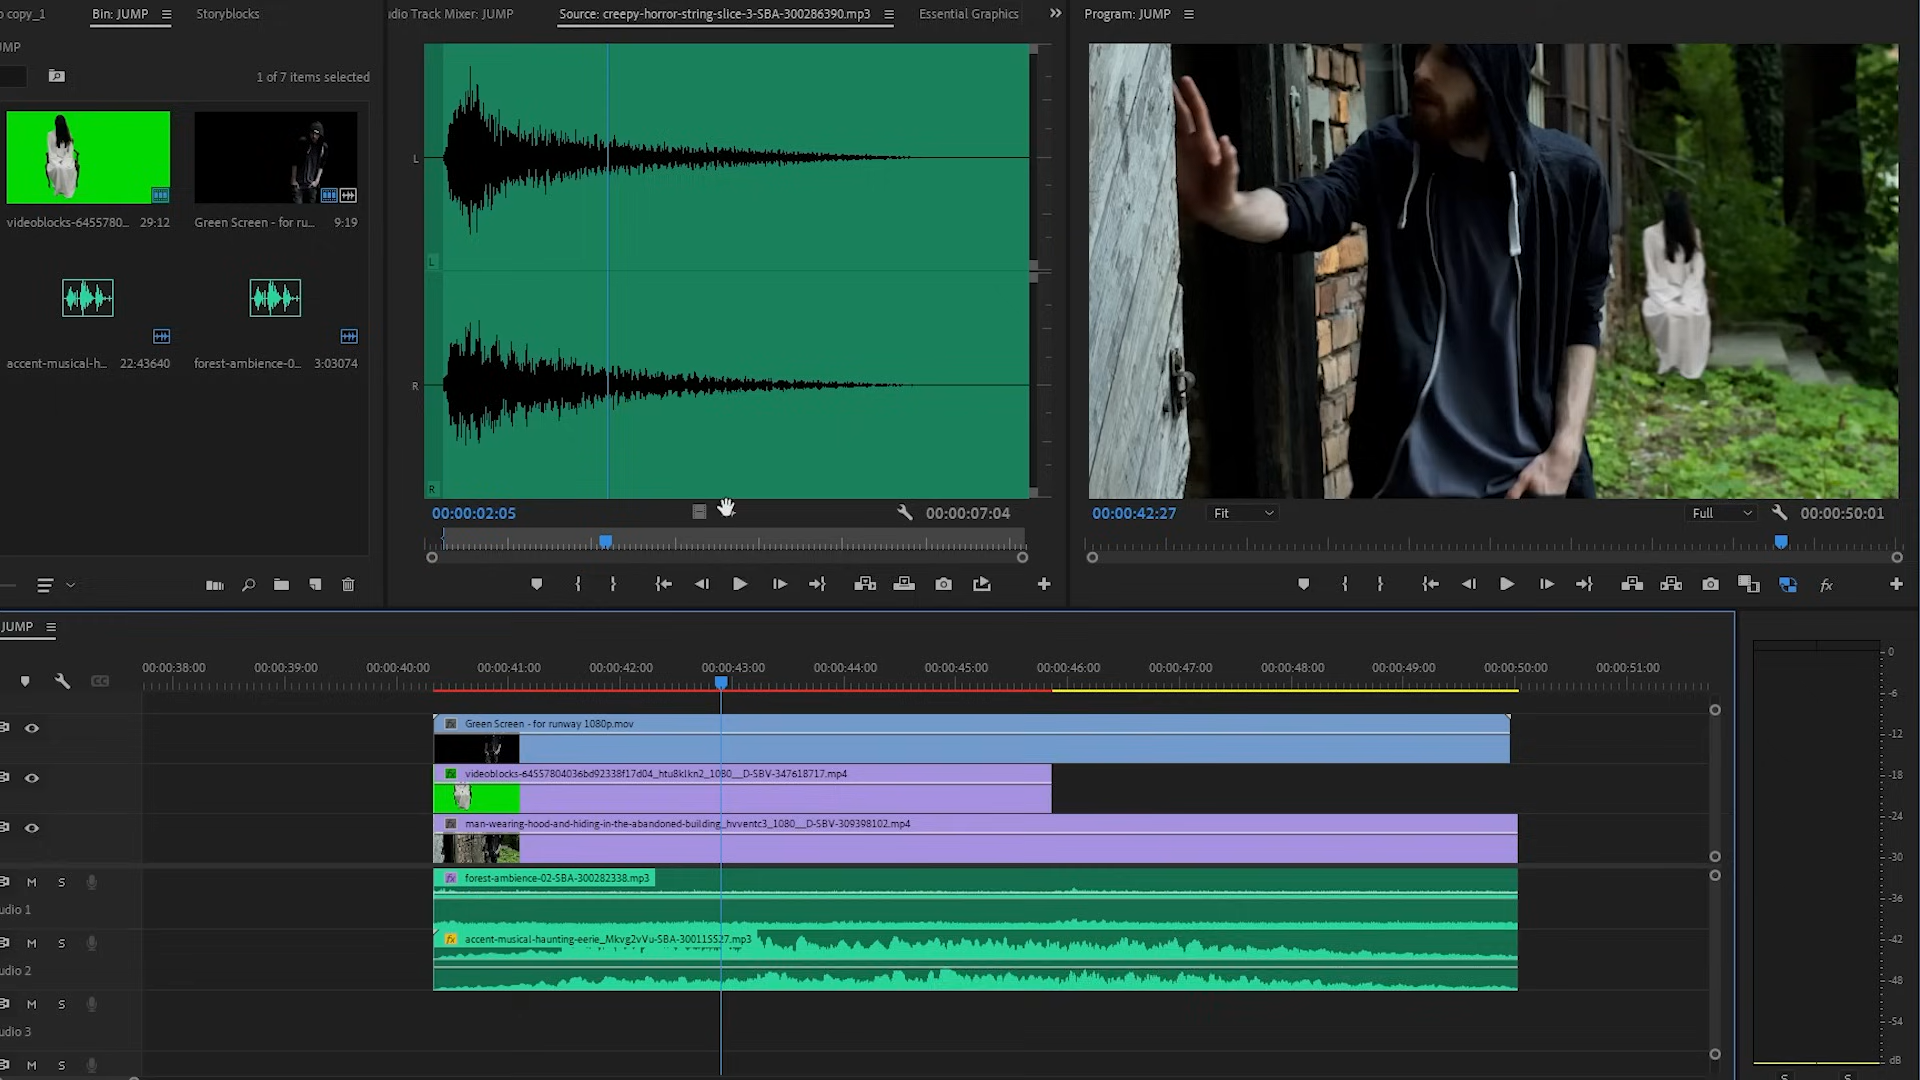 o copy_1
Bin: JUMP
Storyblocks
udio Track Mixer: JUMP
Source: creepy-horror-string-slice-3-SBA-300286390.mp3
Essential Graphics
Program: JUMP
JMP
1 of 7 items selected
videoblocks-6455780...
29:12
Green Screen - for ru...
9:19
accent-musical-h...
22:43640
forest-ambience-0...
3:03074
L
L
R
R
00:00:02:05
00:00:07:04
00:00:42:27
Fit
Full
00:00:50:01
fx
JUMP
00:00:38:00
00:00:39:00
00:00:40:00
00:00:41:00
00:00:42:00
00:00:43:00
00:00:44:00
00:00:45:00
00:00:46:00
00:00:47:00
00:00:48:00
00:00:49:00
00:00:50:00
00:00:51:00
CC
fx
Green Screen - for runway 1080p.mov
fx
videoblocks-64557804036bd92338f17d04_htu8klkn2_1080__D-SBV-347618717.mp4
fx
man-wearing-hood-and-hiding-in-the-abandoned-building_hvventc3_1080__D-SBV-309398102.mp4
M
S
fx
forest-ambience-02-SBA-300282338.mp3
udio 1
M
S
fx
accent-musical-haunting-eerie_Mkvg2vVu-SBA-300115527.mp3
udio 2
M
S
udio 3
M
S
0
-6
-12
-18
-24
-30
-36
-42
-48
-54
dB
S
S